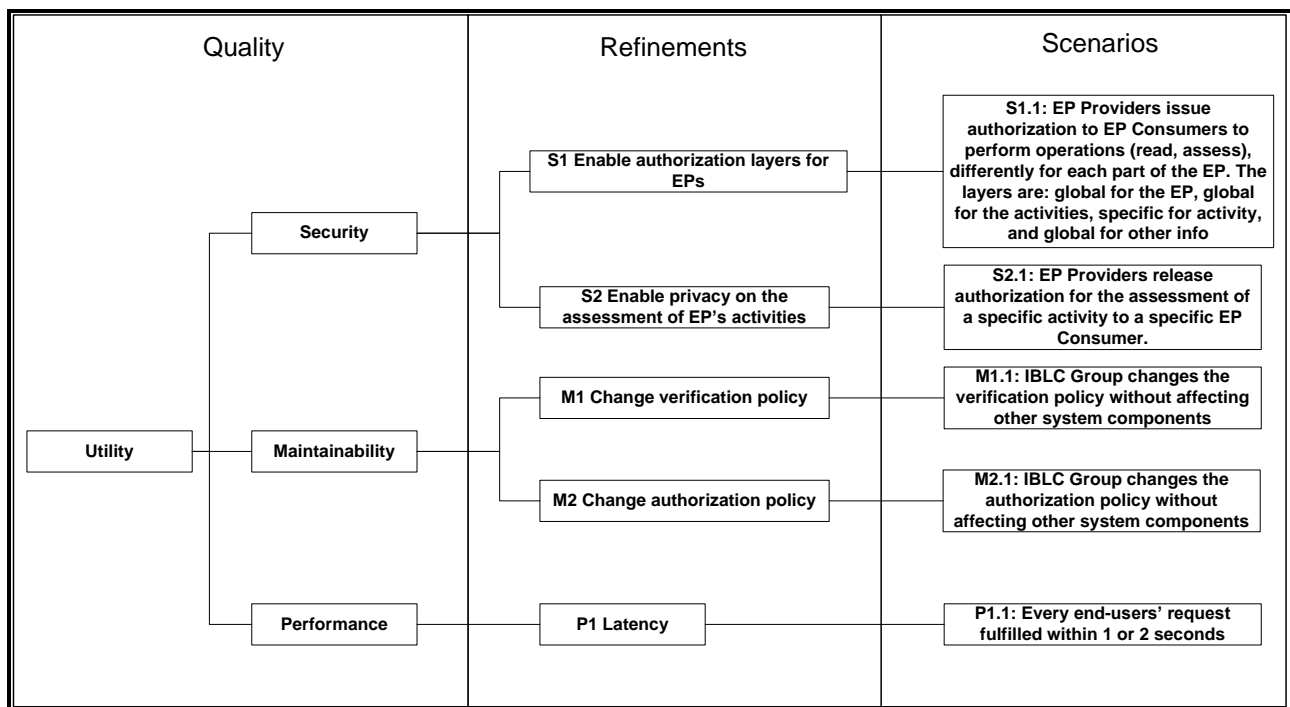 Quality
Refinements
Scenarios
Utility
Security
S1 Enable authorization layers for
EPs
S1.1: EP Providers issue
authorization to EP Consumers to
perform operations (read, assess),
differently for each part of the EP. The
layers are: global for the EP, global
for the activities, specific for activity,
and global for other info
S2 Enable privacy on the
assessment of EP's activities
S2.1: EP Providers release
authorization for the assessment of
a specific activity to a specific EP
Consumer.
Maintainability
M1 Change verification policy
M1.1: IBLC Group changes the
verification policy without affecting
other system components
M2 Change authorization policy
M2.1: IBLC Group changes the
authorization policy without
affecting other system components
Performance
P1 Latency
P1.1: Every end-users' request
fulfilled within 1 or 2 seconds